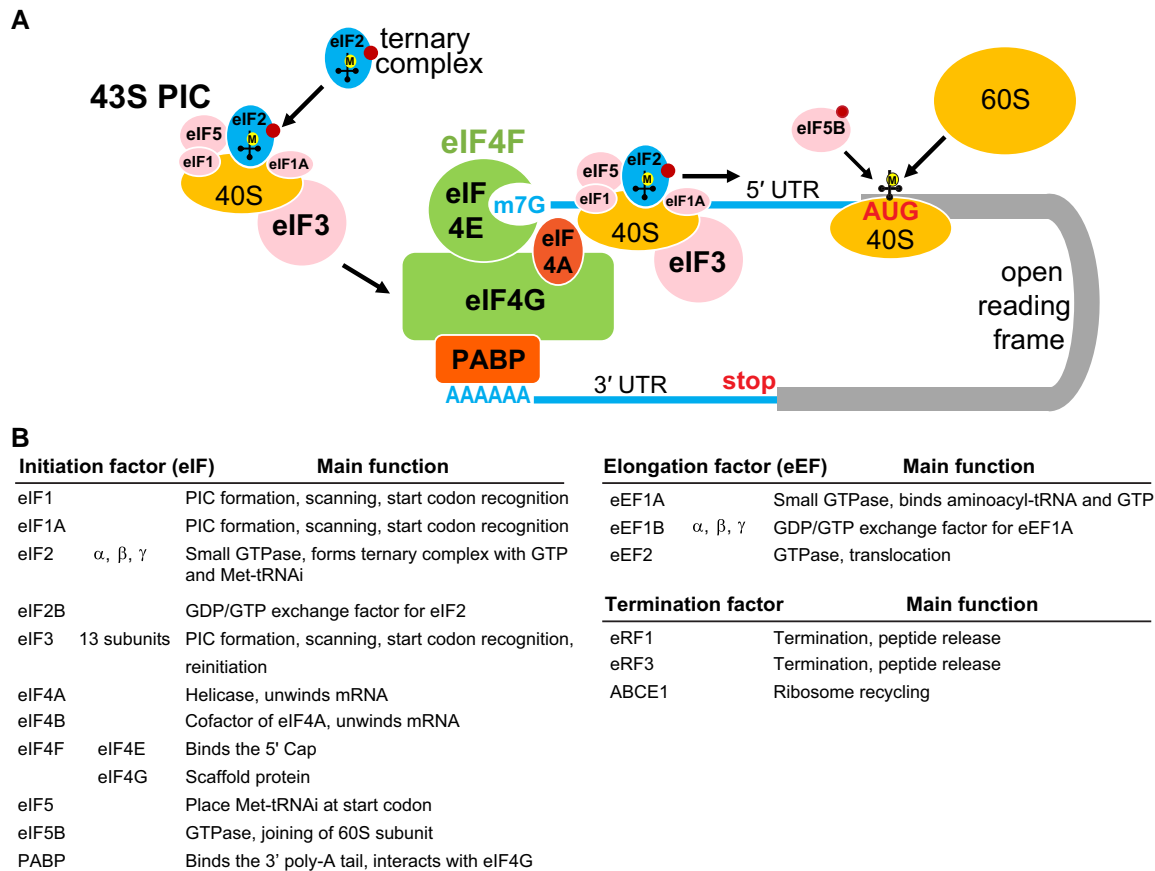 A
eIF2
M
ternary
complex
43S PIC
eIF5
eIF2
M
eIF1
eIF1A
40S
eIF3
eIF4F
eIF
4E
m7G
eIF
4A
eIF4G
PABP
AAAAAA
eIF5
eIF2
M
eIF1
eIF1A
40S
eIF3
5′ UTR
eIF5B
60S
M
AUG
40S
open
reading
frame
3′ UTR
stop
B
Initiation factor (eIF) Main function
eIF1 PIC formation, scanning, start codon recognition
eIF1A PIC formation, scanning, start codon recognition
eIF2 α, β, γ Small GTPase, forms ternary complex with GTP
and Met-tRNAi
eIF2B GDP/GTP exchange factor for eIF2
eIF3 13 subunits PIC formation, scanning, start codon recognition,
reinitiation
eIF4A Helicase, unwinds mRNA
eIF4B Cofactor of eIF4A, unwinds mRNA
eIF4F eIF4E Binds the 5' Cap
eIF4G Scaffold protein
eIF5 Place Met-tRNAi at start codon
eIF5B GTPase, joining of 60S subunit
PABP Binds the 3’ poly-A tail, interacts with eIF4G
Elongation factor (eEF) Main function
eEF1A Small GTPase, binds aminoacyl-tRNA and GTP
eEF1B α, β, γ GDP/GTP exchange factor for eEF1A
eEF2 GTPase, translocation
Termination factor Main function
eRF1 Termination, peptide release
eRF3 Termination, peptide release
ABCE1 Ribosome recycling